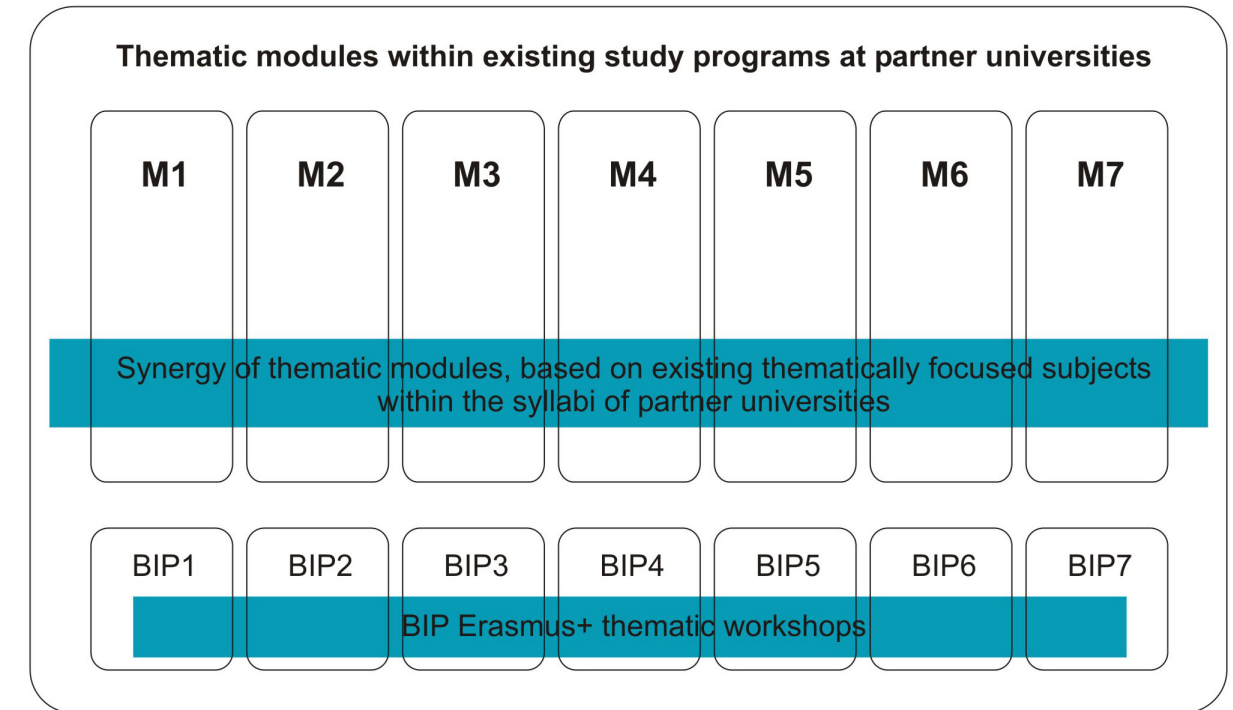 Thematic modules within existing study programs at partner universities
M1 M2 M3 M4 M5 M6 M7
Synergy of thematic modules, based on existing thematically focused subjects
within the syllabi of partner universities
BIP1 BIP2 BIP3 BIP4 BIP5 BIP6 BIP7
BIP Erasmus+ thematic workshops